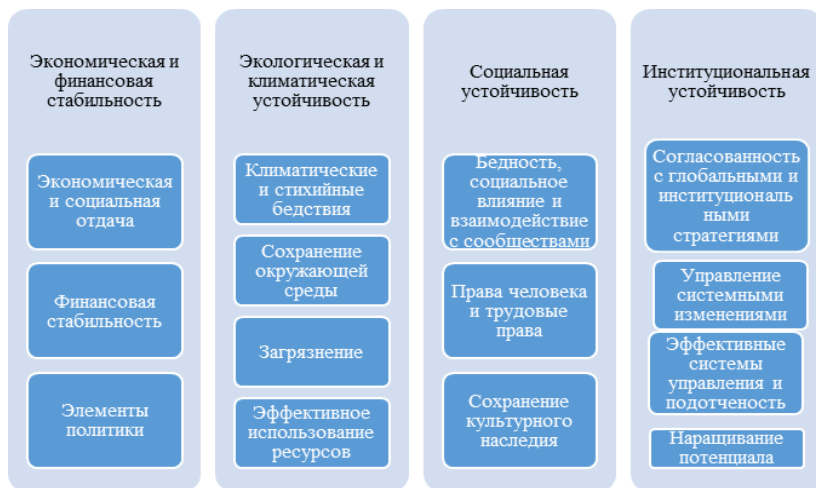 Экономическая и
финансовая
стабильность
Экономическая
и социальная
отдача
Финансовая
стабильность
Элементы
политики
Экологическая и
климатическая
устойчивость
Климатические
и стихийные
бедствия
Сохранение
окружающей
среды
Загрязнение
Эффективное
использование
ресурсов
Социальная
устойчивость
Бедность,
социальное
влияние и
взаимодействие
с сообществами
Права человека
и трудовые
права
Сохранение
культурного
наследия
Институциональная
устойчивость
Согласованность
с глобальными и
институциональ
ными
стратегиями
Управление
системными
изменениями
Эффективные
системы
управления и
подотченость
Наращивание
потенциала